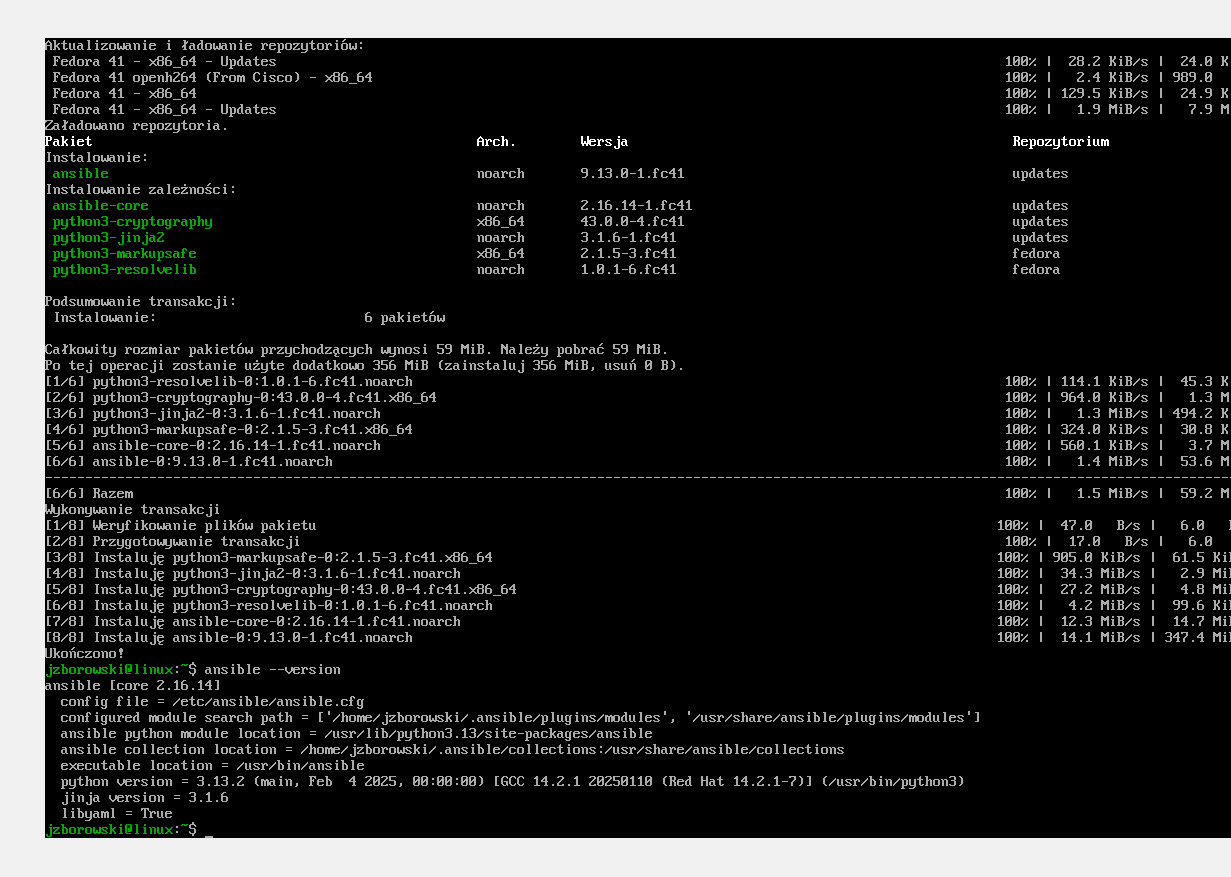 Aktualizowanie i ładowanie repozytoriów:
Fedora 41 - x86_64 - Updates 100% | 28.2 KiB/s | 24.0 K
Fedora 41 openh264 (From Cisco) - x86_64 100% | 2.4 KiB/s | 989.0
Fedora 41 - x86_64 100% | 129.5 KiB/s | 24.9 K
Fedora 41 - x86_64 - Updates 100% | 1.9 MiB/s | 7.9 M
Załadowano repozytoria.
Pakiet Arch. Wersja Repozytorium
Instalowanie:
ansible noarch 9.13.0-1.fc41 updates
Instalowanie zależności:
ansible-core noarch 2.16.14-1.fc41 updates
python3-cryptography x86_64 43.0.0-4.fc41 updates
python3-jinja2 noarch 3.1.6-1.fc41 updates
python3-markupsafe x86_64 2.1.5-3.fc41 fedora
python3-resolvelib noarch 1.0.1-6.fc41 fedora
Podsumowanie transakcji:
Instalowanie: 6 pakietów
Całkowity rozmiar pakietów przychodzących wynosi 59 MiB. Należy pobrać 59 MiB.
Po tej operacji zostanie użyte dodatkowo 356 MiB (zainstaluj 356 MiB, usuń 0 B).
[1/6] python3-resolvelib-0:1.0.1-6.fc41.noarch 100% | 114.1 KiB/s | 45.3 K
[2/6] python3-cryptography-0:43.0.0-4.fc41.x86_64 100% | 964.0 KiB/s | 1.3 M
[3/6] python3-jinja2-0:3.1.6-1.fc41.noarch 100% | 1.3 MiB/s | 494.2 K
[4/6] python3-markupsafe-0:2.1.5-3.fc41.x86_64 100% | 324.0 KiB/s | 30.8 K
[5/6] ansible-core-0:2.16.14-1.fc41.noarch 100% | 560.1 KiB/s | 3.7 M
[6/6] ansible-0:9.13.0-1.fc41.noarch 100% | 1.4 MiB/s | 53.6 M
[6/6] Razem 100% | 1.5 MiB/s | 59.2 M
Wykonywanie transakcji
[1/8] Weryfikowanie plików pakietu 100% | 47.0 B/s | 6.0
[2/8] Przygotowywanie transakcji 100% | 17.0 B/s | 6.0
[3/8] Instaluję python3-markupsafe-0:2.1.5-3.fc41.x86_64 100% | 905.0 KiB/s | 61.5 Ki
[4/8] Instaluję python3-jinja2-0:3.1.6-1.fc41.noarch 100% | 34.3 MiB/s | 2.9 Mi
[5/8] Instaluję python3-cryptography-0:43.0.0-4.fc41.x86_64 100% | 27.2 MiB/s | 4.8 Mi
[6/8] Instaluję python3-resolvelib-0:1.0.1-6.fc41.noarch 100% | 4.2 MiB/s | 99.6 Ki
[7/8] Instaluję ansible-core-0:2.16.14-1.fc41.noarch 100% | 12.3 MiB/s | 14.7 Mi
[8/8] Instaluję ansible-0:9.13.0-1.fc41.noarch 100% | 14.1 MiB/s | 347.4 Mi
Ukończono!
jzborowski@linux:~$ ansible --version
ansible [core 2.16.14]
config file = /etc/ansible/ansible.cfg
configured module search path = ['/home/jzborowski/.ansible/plugins/modules', '/usr/share/ansible/plugins/modules']
ansible python module location = /usr/lib/python3.13/site-packages/ansible
ansible collection location = /home/jzborowski/.ansible/collections:/usr/share/ansible/collections
executable location = /usr/bin/ansible
python version = 3.13.2 (main, Feb  4 2025, 00:00:00) [GCC 14.2.1 20250110 (Red Hat 14.2.1-7)] (/usr/bin/python3)
jinja version = 3.1.6
libyaml = True
jzborowski@linux:~$ _